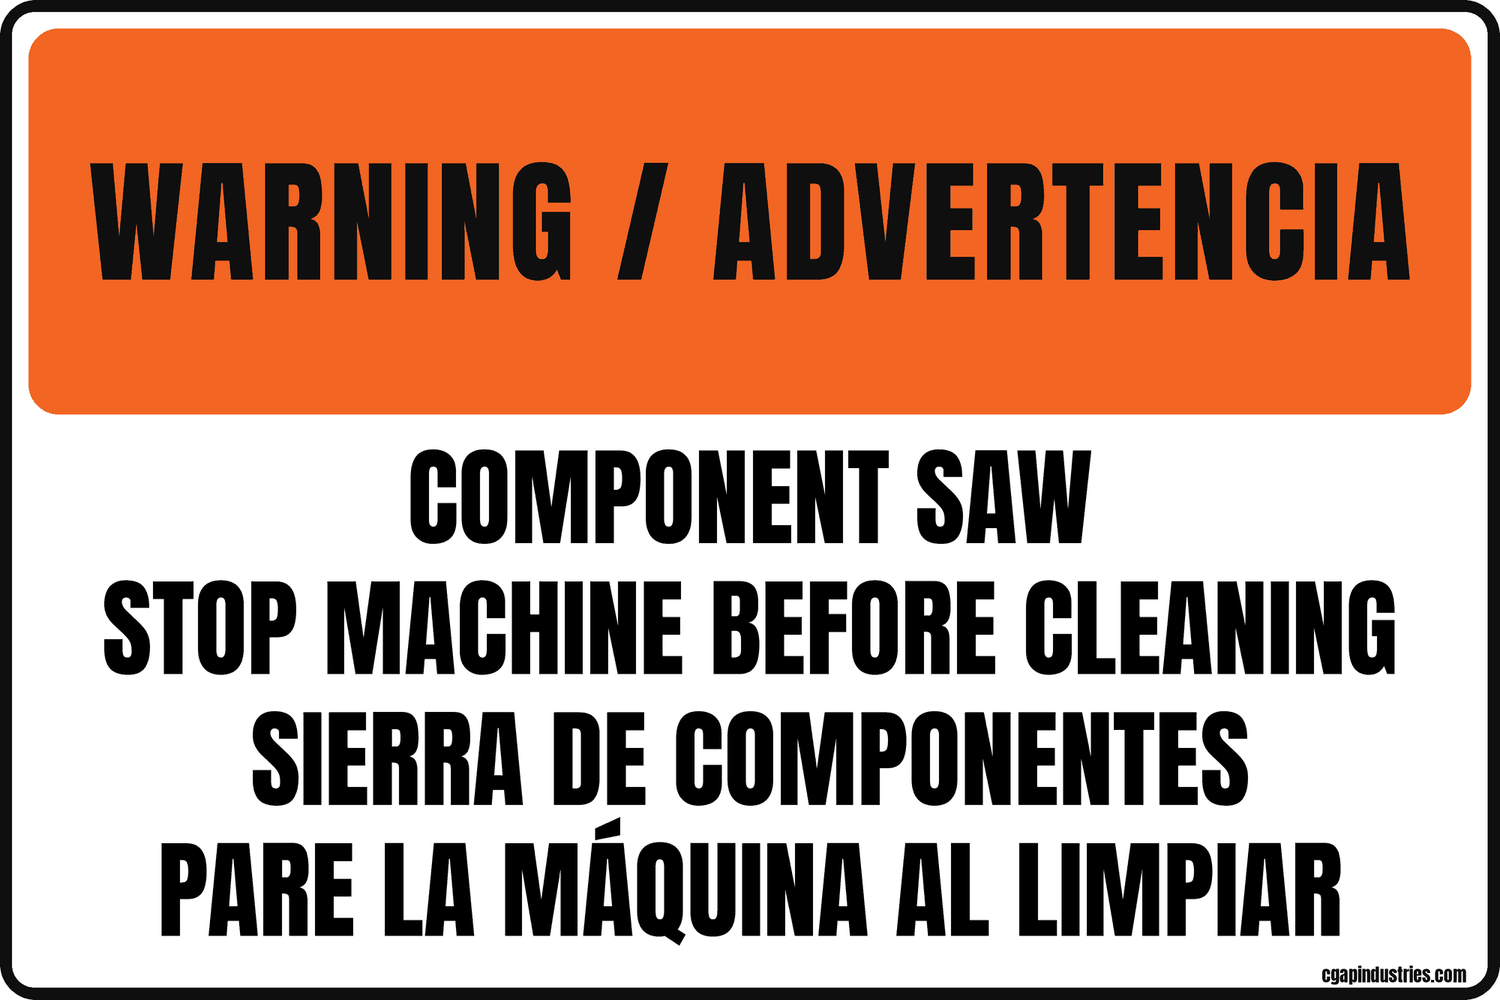 WARNING / ADVERTENCIA
COMPONENT SAW
STOP MACHINE BEFORE CLEANING
SIERRA DE COMPONENTES
PARE LA MÁQUINA AL LIMPIAR
cgapindustries.com